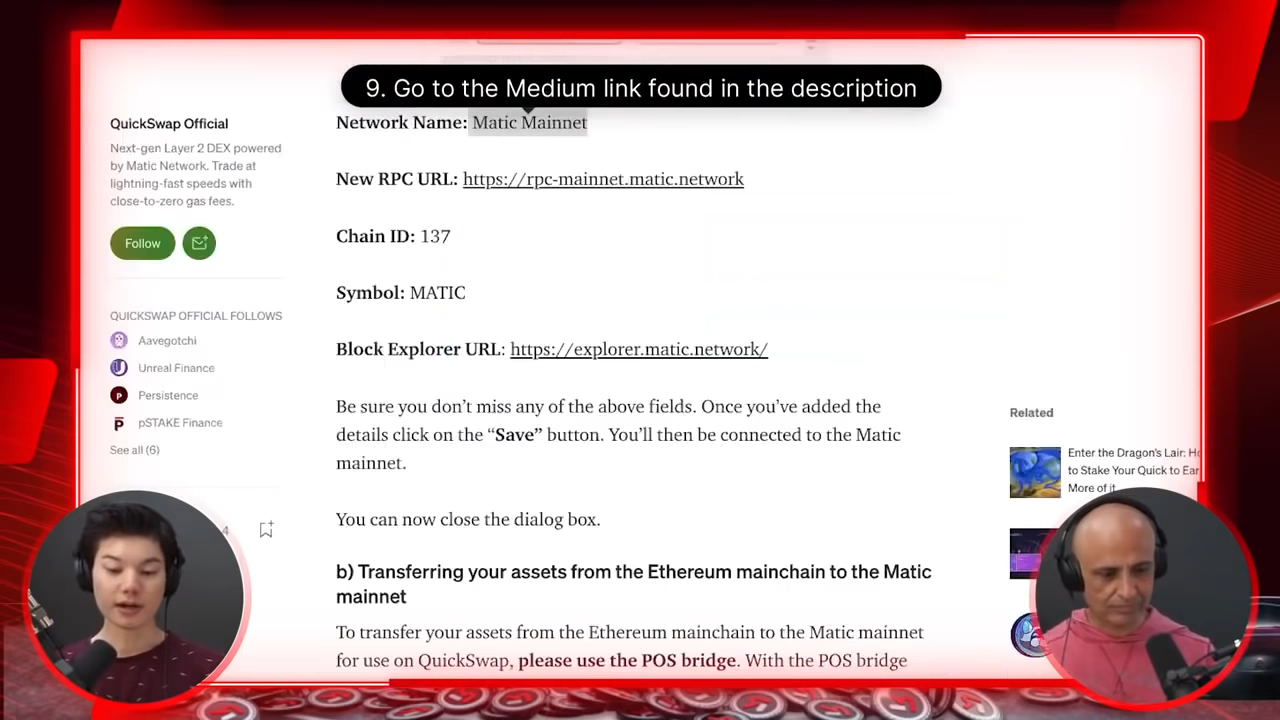 9. Go to the Medium link found in the description
QuickSwap Official
Next-gen Layer 2 DEX powered
by Matic Network. Trade at
lightning-fast speeds with
close-to-zero gas fees.
Follow
QUICKSWAP OFFICIAL FOLLOWS
Aavegotchi
Unreal Finance
Persistence
pSTAKE Finance
See all (6)
4
Network Name: Matic Mainnet
New RPC URL: https://rpc-mainnet.matic.network
Chain ID: 137
Symbol: MATIC
Block Explorer URL: https://explorer.matic.network/
Be sure you don’t miss any of the above fields. Once you’ve added the
details click on the “Save” button. You’ll then be connected to the Matic
mainnet.
You can now close the dialog box.
b) Transferring your assets from the Ethereum mainchain to the Matic
mainnet
To transfer your assets from the Ethereum mainchain to the Matic mainnet
for use on QuickSwap, please use the POS bridge. With the POS bridge
Related
Enter the Dragon’s Lair:
to Stake Your Quick to Ear
More of it